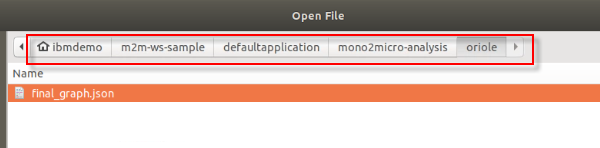 Open File
ibmdemo m2m-ws-sample defaultapplication mono2micro-analysis oriole
Name
final_graph.json